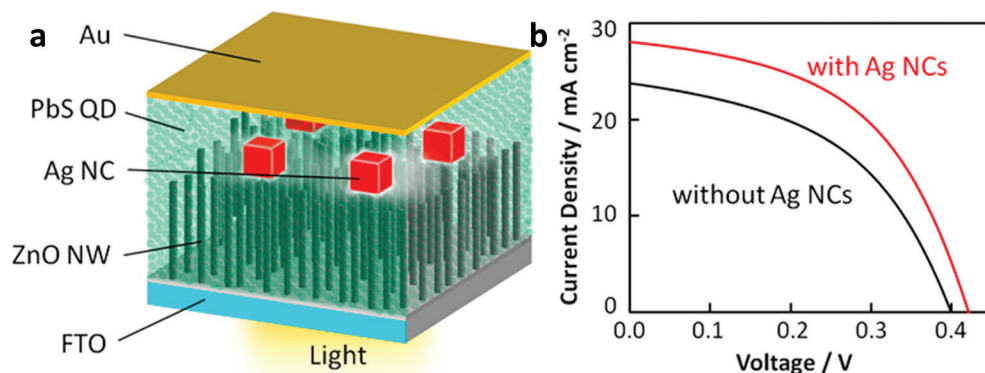 a
Au
PbS QD
Ag NC
ZnO NW
FTO
Light
b
Current Density / mA cm⁻²
30
20
10
0
with Ag NCs
without Ag NCs
0.0 0.1 0.2 0.3 0.4
Voltage / V